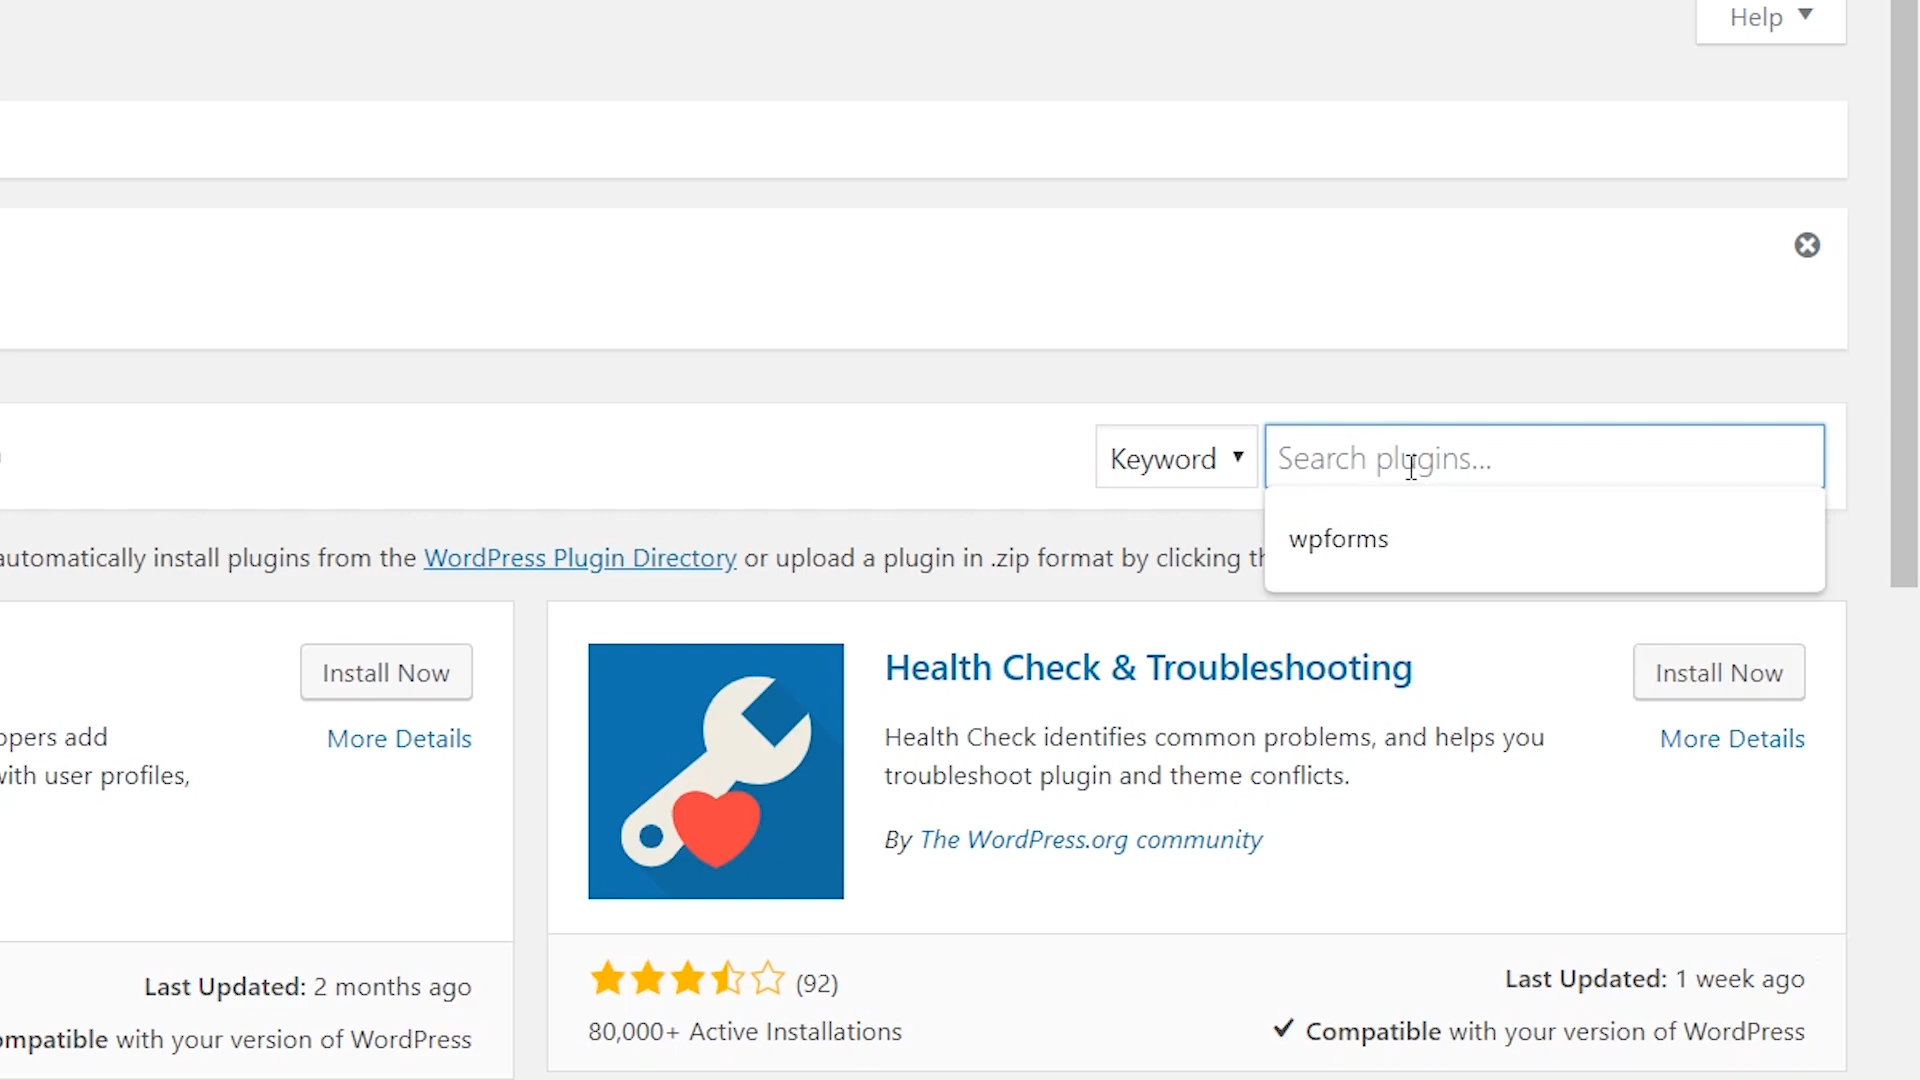 Help ▼
Keyword ▼
Search plugins...
wpforms
automatically install plugins from the WordPress Plugin Directory or upload a plugin in .zip format by clicking
Install Now
More Details
opers add
with user profiles,
Last Updated: 2 months ago
ompatible with your version of WordPress
Health Check & Troubleshooting
Install Now
More Details
Health Check identifies common problems, and helps you
troubleshoot plugin and theme conflicts.
By The WordPress.org community
(92)
Last Updated: 1 week ago
80,000+ Active Installations
✔ Compatible with your version of WordPress